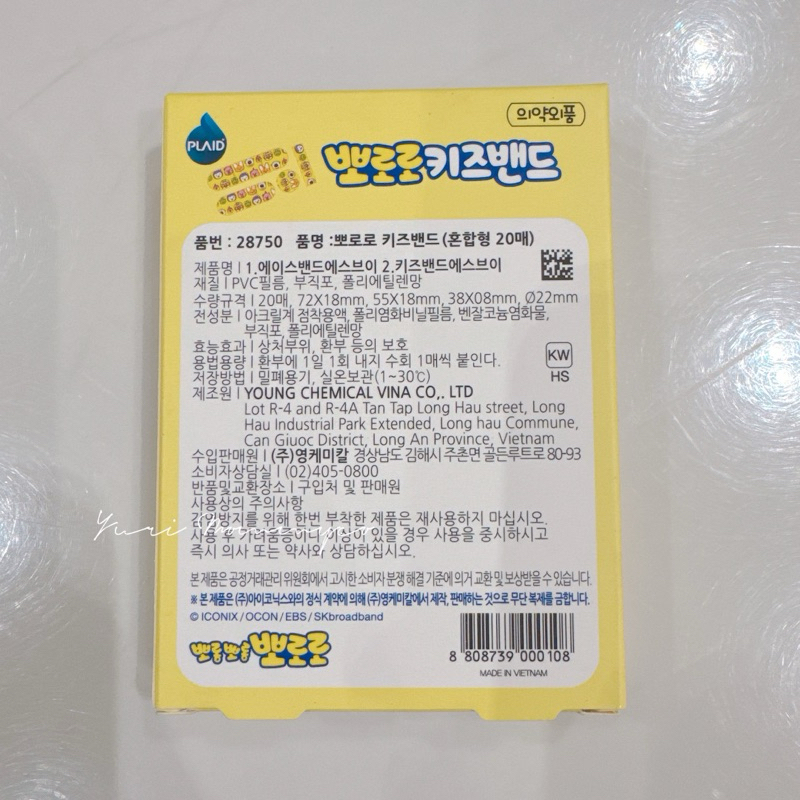 PLAID
의약외품
뽀로로 키즈밴드
품번 : 28750 품명 :뽀로로 키즈밴드(혼합형 20매)
제품명 | 1.에이스밴드에스브이 2.키즈밴드에스브이
재질 | PVC필름, 부직포, 폴리에틸렌망
수량규격 | 20매, 72X18mm, 55X18mm, 38X08mm, Ø22mm
전성분 | 아크릴계 점착용액, 폴리염화비닐필름, 벤잘코늄염화물,
부직포, 폴리에틸렌망
효능효과 | 상처부위, 환부 등의 보호
용법용량 | 환부에 1일 1회 내지 수회 1매씩 붙인다.
저장방법 | 밀폐용기, 실온보관(1~30℃)
KW
HS
제조원 | YOUNG CHEMICAL VINA CO,. LTD
Lot R-4 and R-4A Tan Tap Long Hau street, Long
Hau Industrial Park Extended, Long hau Commune,
Can Giuoc District, Long An Province, Vietnam
수입판매원 | (주)영케미칼 경상남도 김해시 주촌면 골든루트로 80-93
소비자상담실 | (02)405-0800
반품및교환장소 | 구입처 및 판매원
사용상의 주의사항
Yuri
방지를 위해 한번 부착한 제품은 재사용하지 마십시오.
사용 후 가려움증이나 있을 경우 사용을 중시하시고
즉시 의사 또는 약사와 상담하십시오.
본 제품은 공정거래관리 위원회에서 고시한 소비자 분쟁 해결 기준에 의거 교환 및 보상받을 수 있습니다.
※ 본 제품은 (주)아이코닉스와의 정식 계약에 의해 (주)영케미칼에서 제작, 판매하는 것으로 무단 복제를 금합니다.
© ICONIX / OCON / EBS / SKbroadband
뽀롱뽀롱 뽀로로
8 808739 000108
MADE IN VIETNAM